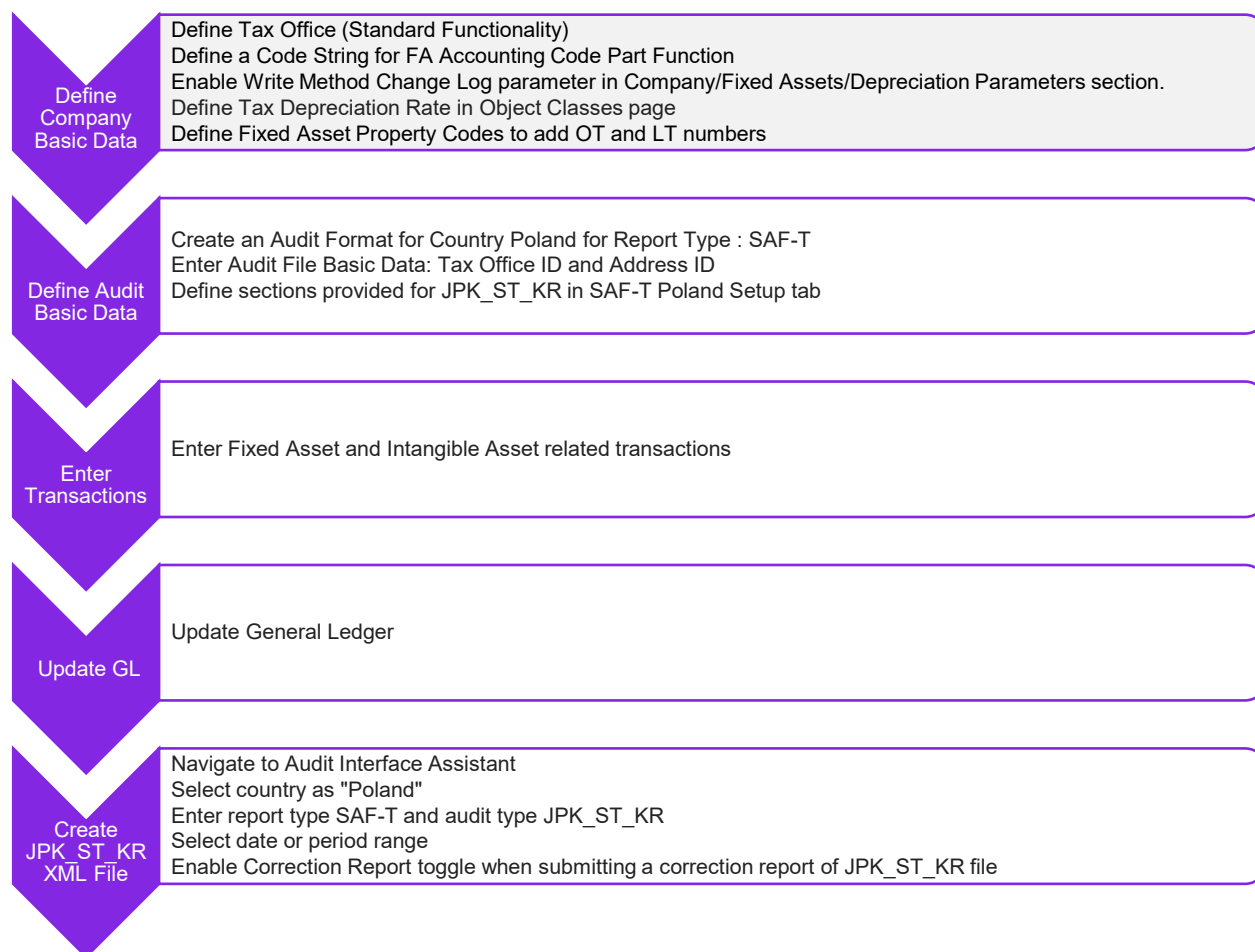 Define
Company
Basic Data
Define Tax Office (Standard Functionality)
Define a Code String for FA Accounting Code Part Function
Enable Write Method Change Log parameter in Company/Fixed Assets/Depreciation Parameters section.
Define Tax Depreciation Rate in Object Classes page
Define Fixed Asset Property Codes to add OT and LT numbers
Define Audit
Basic Data
Create an Audit Format for Country Poland for Report Type : SAF-T
Enter Audit File Basic Data: Tax Office ID and Address ID
Define sections provided for JPK_ST_KR in SAF-T Poland Setup tab
Enter
Transactions
Enter Fixed Asset and Intangible Asset related transactions
Update GL
Update General Ledger
Create
JPK_ST_KR
XML File
Navigate to Audit Interface Assistant
Select country as "Poland"
Enter report type SAF-T and audit type JPK_ST_KR
Select date or period range
Enable Correction Report toggle when submitting a correction report of JPK_ST_KR file